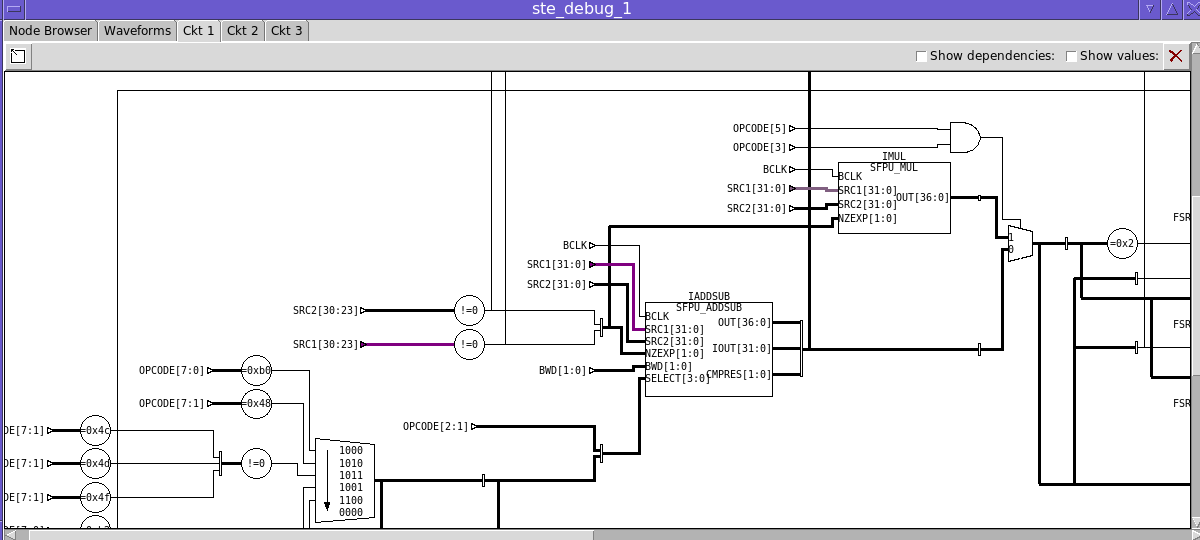 ste_debug_1
Node Browser Waveforms Ckt 1 Ckt 2 Ckt 3
Show dependencies: Show values:
OPCODE[5]
OPCODE[3]
IMUL
SFPU_MUL
BCLK
BCLK
SRC1[31:0]
SRC1[31:0]
OUT[36:0]
SRC2[31:0]
SRC2[31:0]
NZEXP[1:0]
FSR
1
0
=0x2
BCLK
SRC1[31:0]
SRC2[31:0]
IADDSUB
SFPU_ADDSUB
SRC2[30:23]
!=0
BCLK
OUT[36:0]
SRC1[31:0]
FSR
SRC2[31:0]
SRC1[30:23]
!=0
IOUT[31:0]
NZEXP[1:0]
BWD[1:0]
BWD[1:0]
CMPRES[1:0]
SELECT[3:0]
OPCODE[7:0]
=0xb0
OPCODE[7:1]
=0x48
FSR
OPCODE[2:1]
DE[7:1]
=0x4c
1000
1010
DE[7:1]
=0x4d
!=0
1011
1001
DE[7:1]
=0x4f
1100
0000